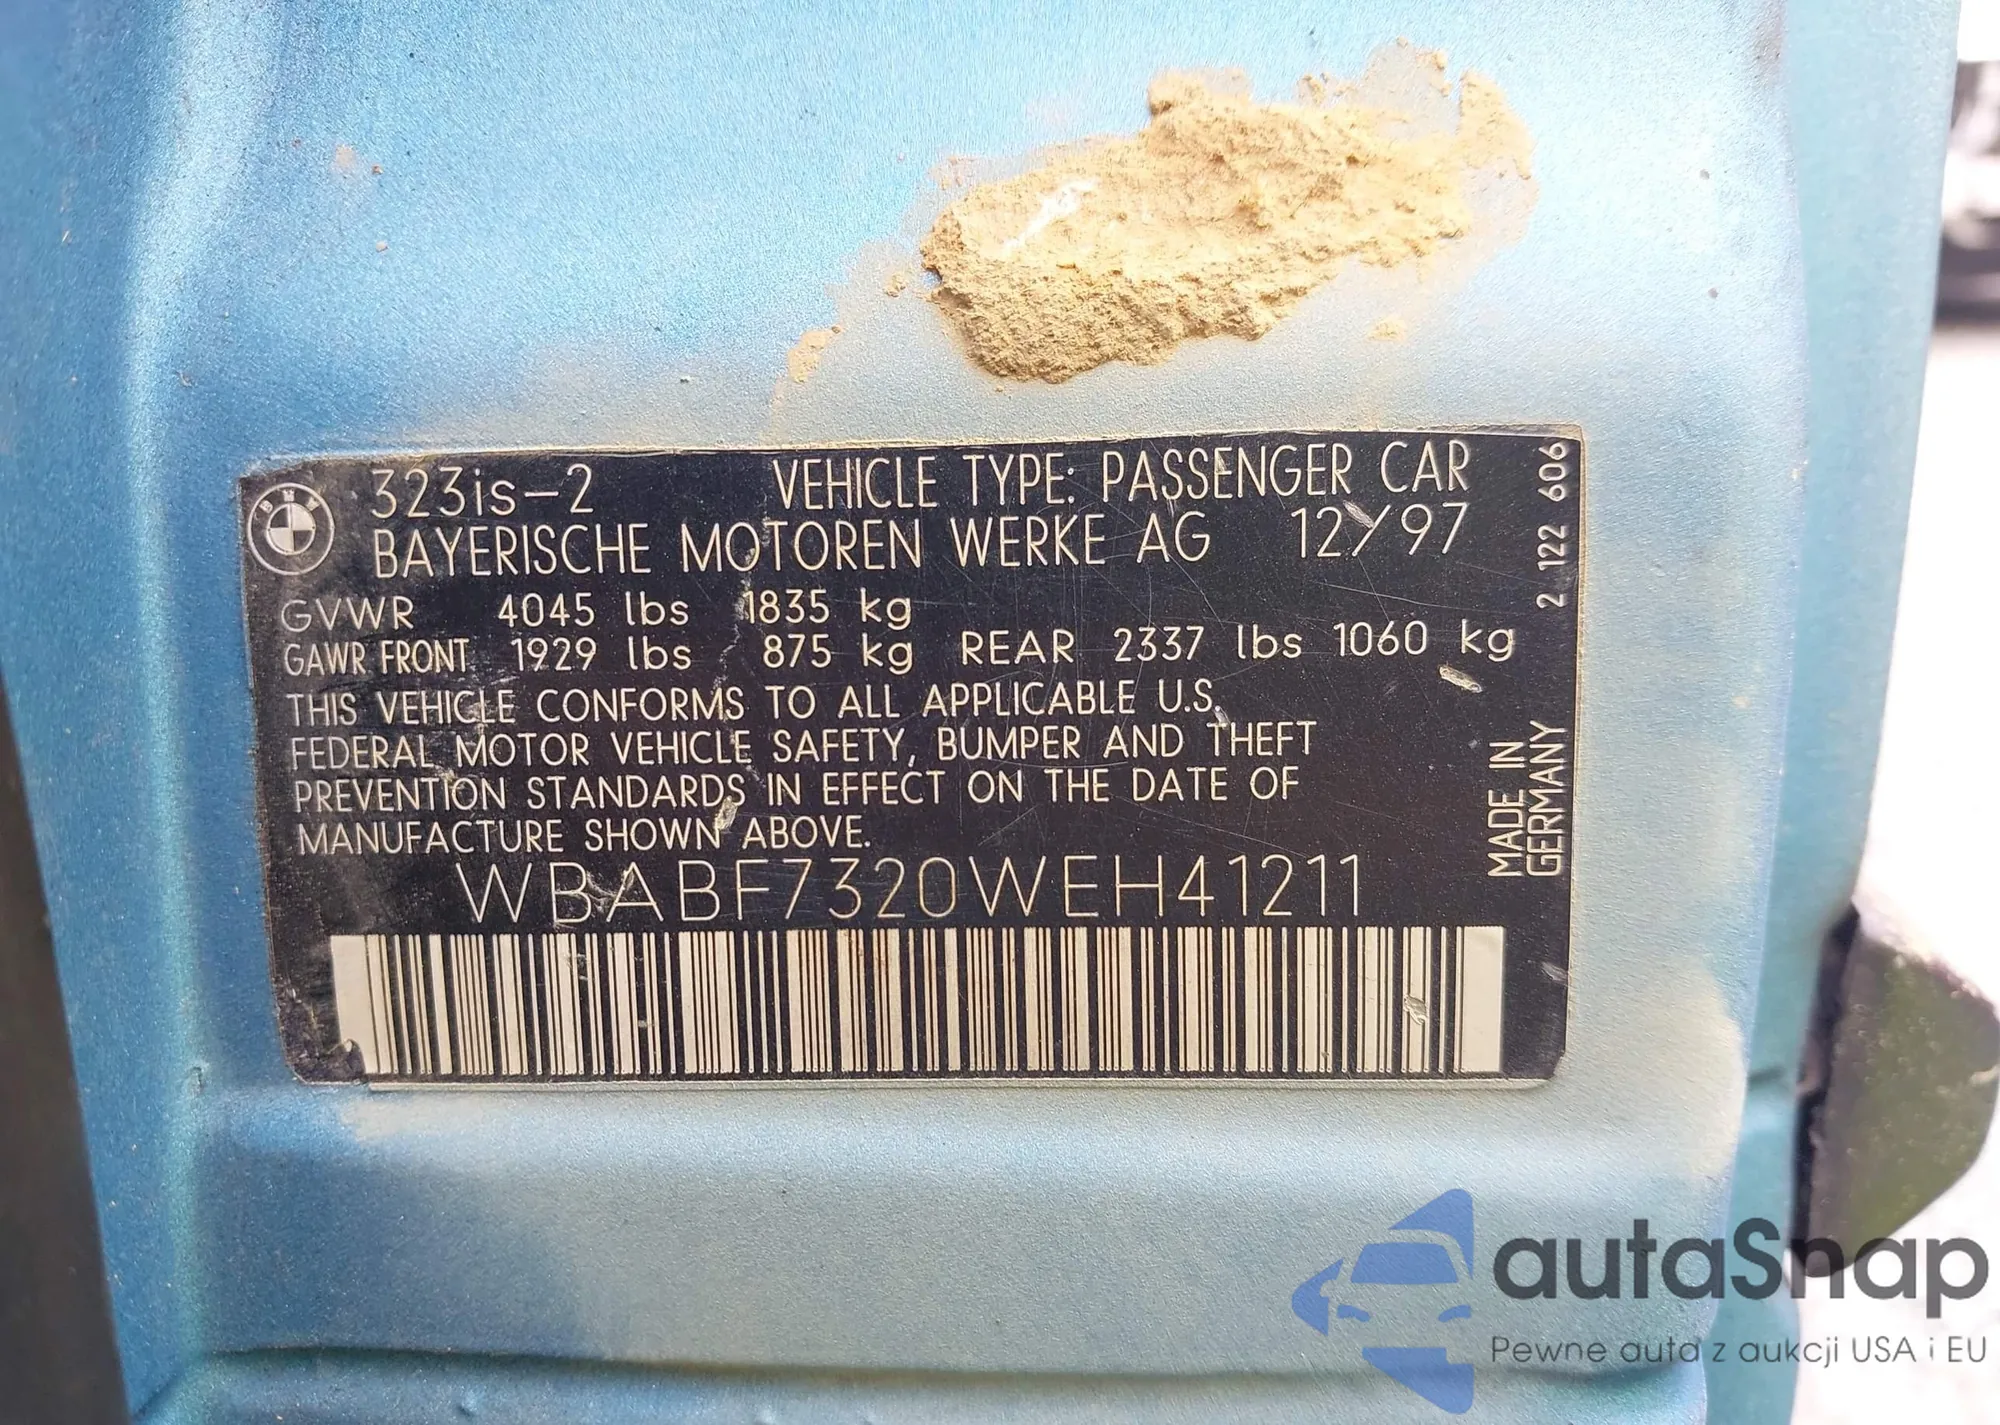 323is-2 VEHICLE TYPE: PASSENGER CAR
BMW
BAYERISCHE MOTOREN WERKE AG 12/97
GVWR 4045 lbs 1835 kg
GAWR FRONT 1929 lbs 875 kg REAR 2337 lbs 1060 kg
THIS VEHICLE CONFORMS TO ALL APPLICABLE U.S.
FEDERAL MOTOR VEHICLE SAFETY, BUMPER AND THEFT
PREVENTION STANDARDS IN EFFECT ON THE DATE OF
MANUFACTURE SHOWN ABOVE.
WBABF7320WEH41211
2 122 606
MADE IN
GERMANY
autaSnap
Pewne auta z aukcji USA i EU